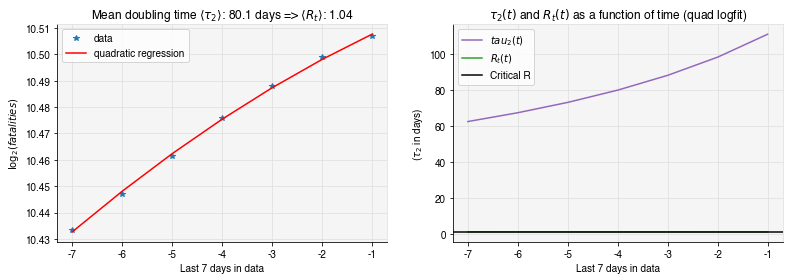 Mean doubling time ⟨τ₂⟩: 80.1 days => ⟨Rₜ⟩: 1.04
log₂(fatalities)
10.51
10.50
10.49
10.48
10.47
10.46
10.45
10.44
10.43
data
quadratic regression
-7 -6 -5 -4 -3 -2 -1
Last 7 days in data
τ₂(t) and Rₜ(t) as a function of time (quad logfit)
(τ₂ in days)
100
80
60
40
20
0
tau₂(t)
Rₜ(t)
Critical R
-7 -6 -5 -4 -3 -2 -1
Last 7 days in data